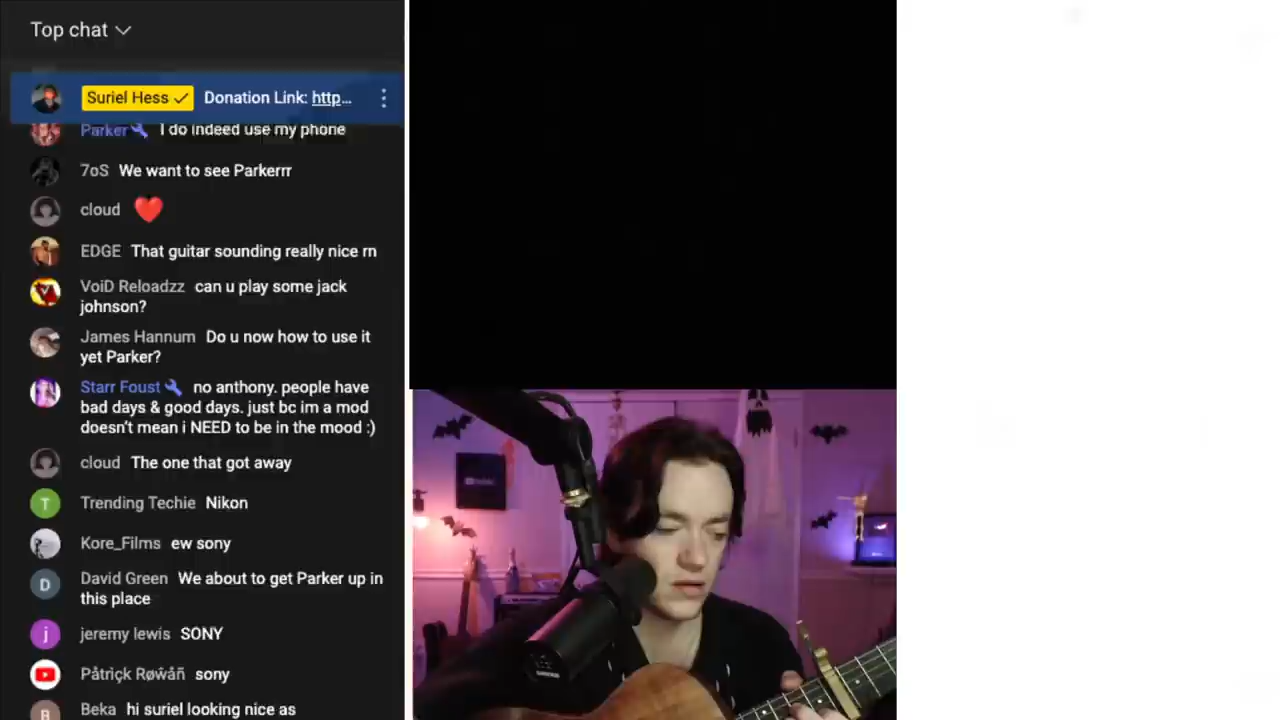 Top chat
Suriel Hess Donation Link: http...
Parker I do indeed use my phone
7oS We want to see Parkerrr
cloud
EDGE That guitar sounding really nice rn
VoiD Reloadzz can u play some jack
johnson?
James Hannum Do u now how to use it
yet Parker?
Starr Foust no anthony. people have
bad days & good days. just bc im a mod
doesn't mean i NEED to be in the mood :)
cloud The one that got away
T Trending Techie Nikon
Kore_Films ew sony
D David Green We about to get Parker up in
this place
j jeremy lewis SONY
Påtrïçk Røŵåñ sony
B Beka hi suriel looking nice as